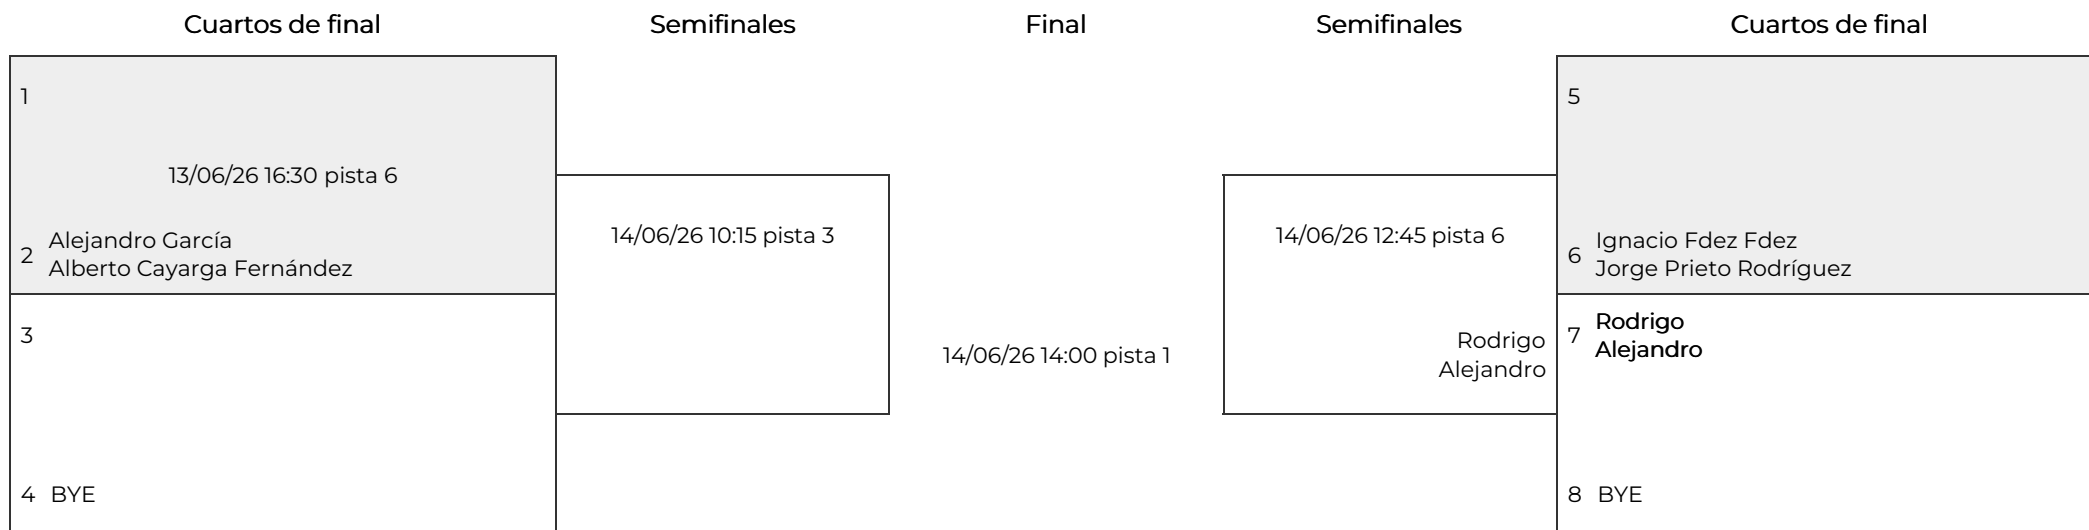 Cuartos de final
Semifinales
Final
Semifinales
Cuartos de final
1
13/06/26 16:30 pista 6
2
Alejandro García
Alberto Cayarga Fernández
3
4 BYE
14/06/26 10:15 pista 3
14/06/26 14:00 pista 1
14/06/26 12:45 pista 6
Rodrigo
Alejandro
5
6
Ignacio Fdez Fdez
Jorge Prieto Rodríguez
7
Rodrigo
Alejandro
8 BYE